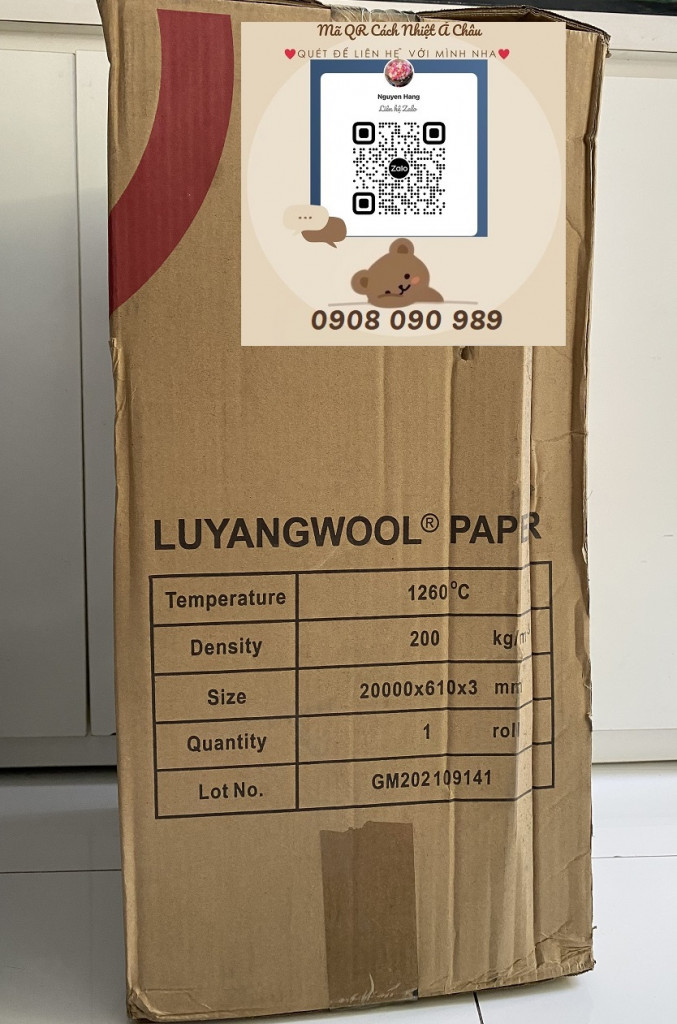 Mã QR Cách Nhiệt Á Châu
QUÉT ĐỂ LIÊN HỆ VỚI MÌNH NHA
Nguyen Hang
Liên hệ Zalo
Zalo
0908 090 989
LUYANGWOOL® PAPER
Temperature 1260°C
Density 200 kg/m³
Size 20000x610x3 mm
Quantity 1 roll
Lot No. GM202109141